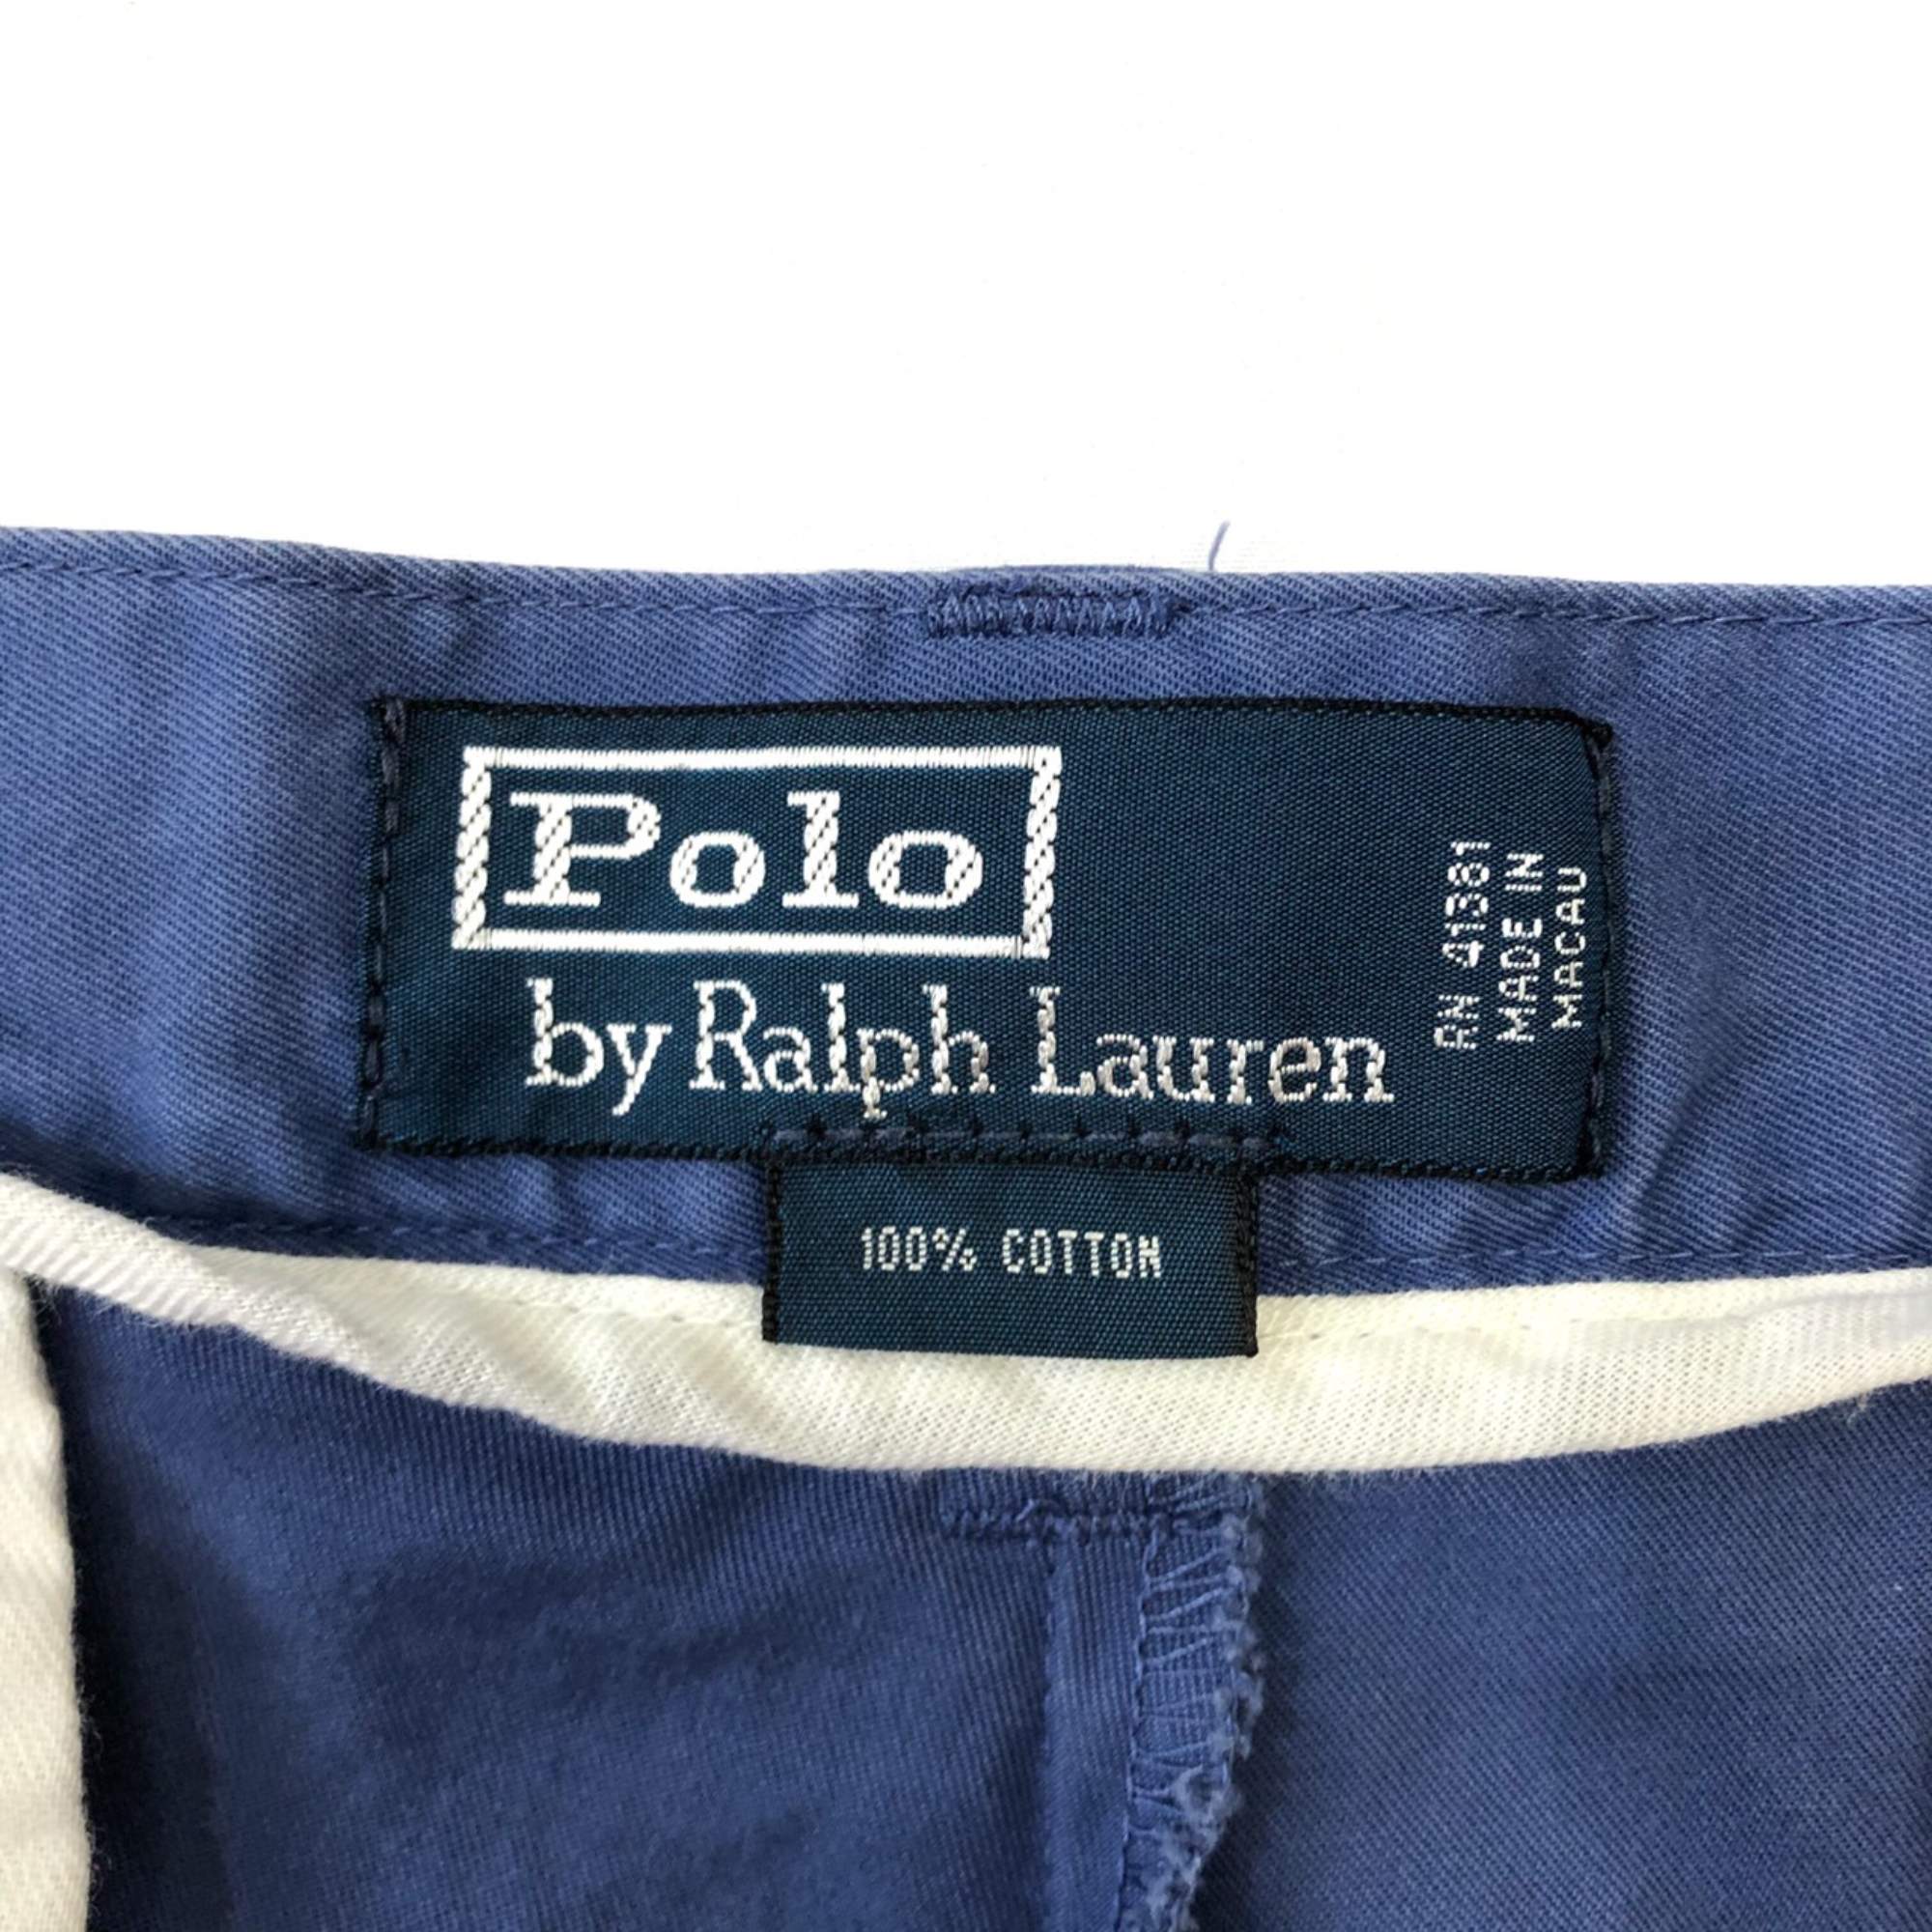 Polo
by Ralph Lauren
RN 41381
MADE IN
MACAU
100% COTTON